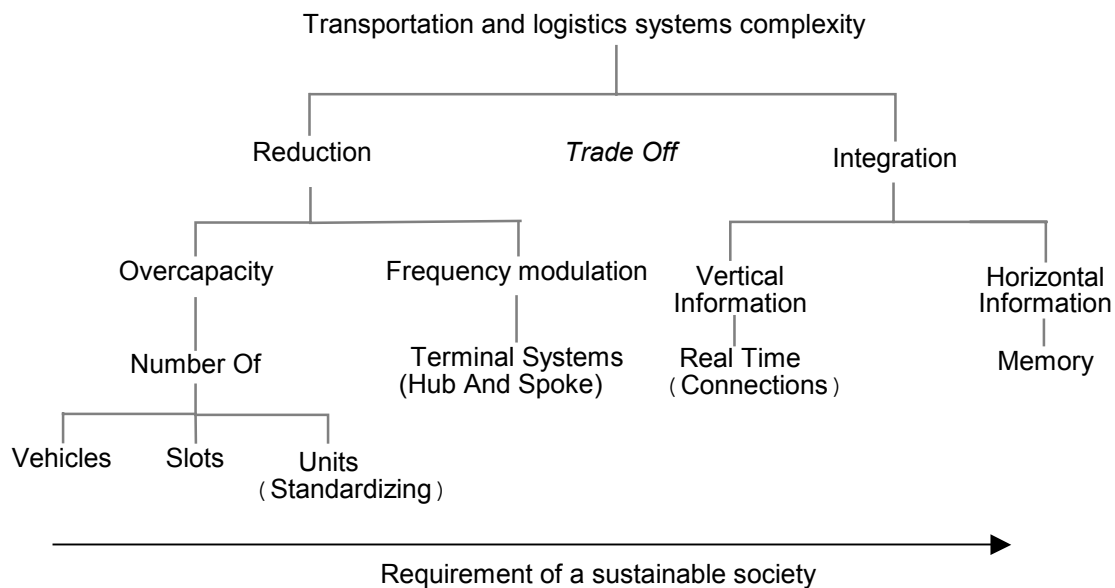 Transportation and logistics systems complexity
Reduction
Trade Off
Integration
Overcapacity
Frequency modulation
Vertical
Information
Horizontal
Information
Number Of
Terminal Systems
(Hub And Spoke)
Real Time
(Connections)
Memory
Vehicles
Slots
Units
(Standardizing)
Requirement of a sustainable society